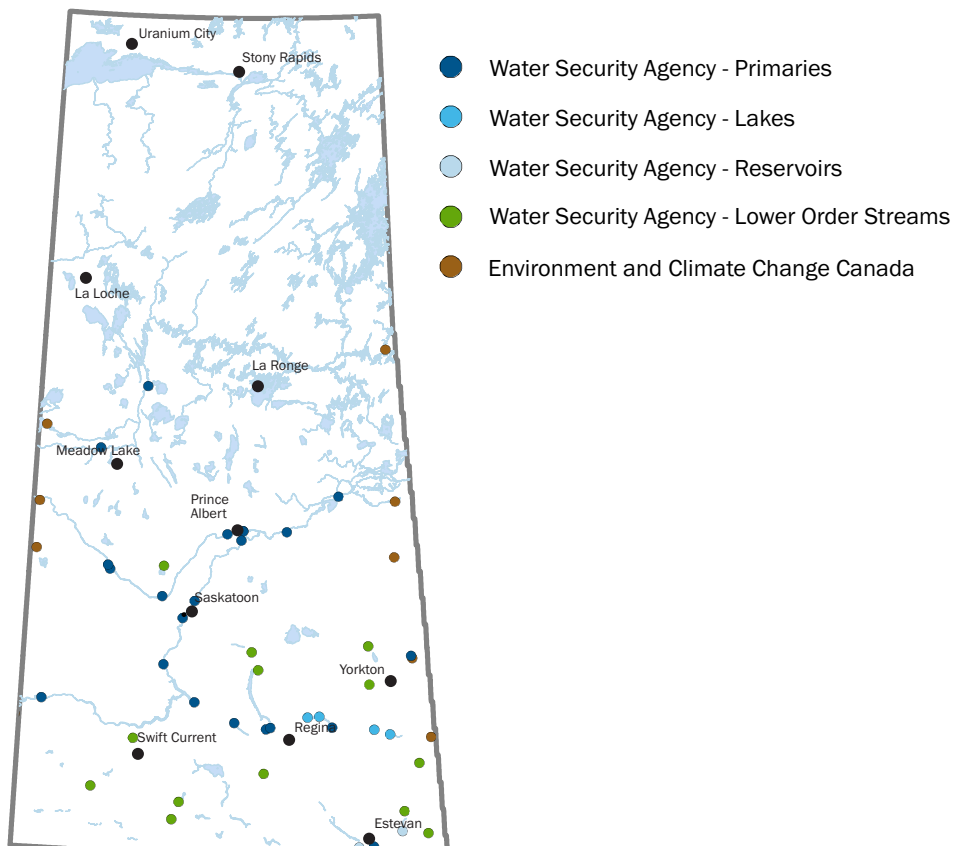 Uranium City
Stony Rapids
Water Security Agency - Primaries
Water Security Agency - Lakes
Water Security Agency - Reservoirs
Water Security Agency - Lower Order Streams
Environment and Climate Change Canada
La Loche
La Ronge
Meadow Lake
Prince
Albert
Saskatoon
Yorkton
Regina
Swift Current
Estevan